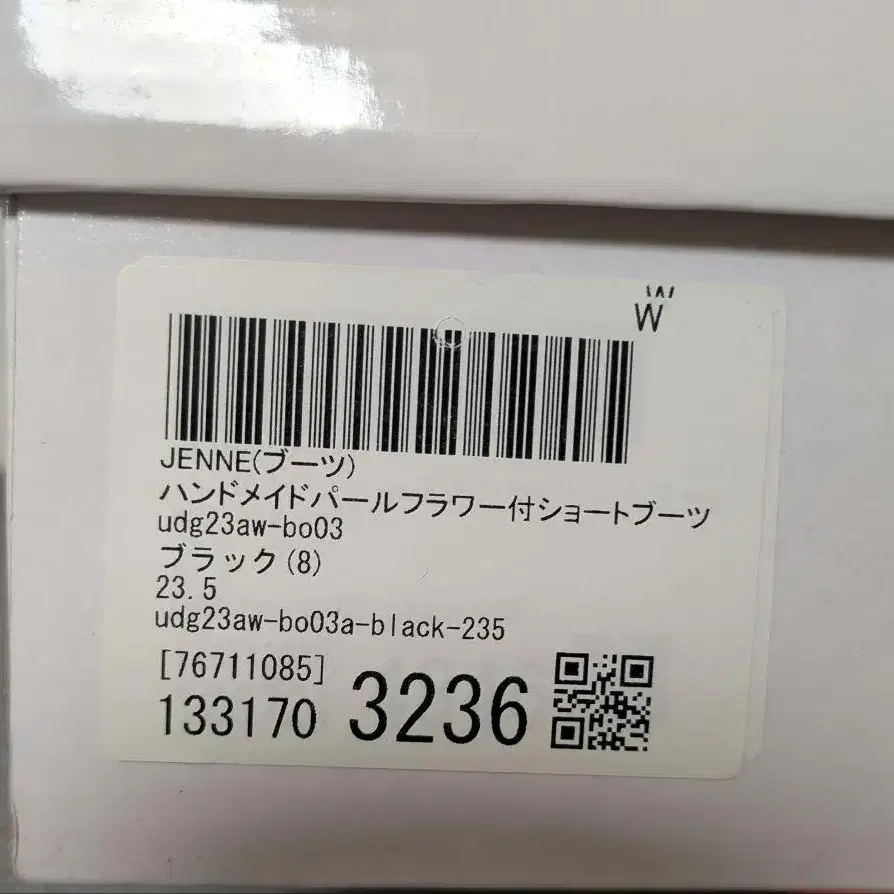 W
W
JENNE(ブーツ)
ハンドメイドパールフラワー付ショートブーツ
udg23aw-bo03
ブラック(8)
23.5
udg23aw-bo03a-black-235
[76711085]
133170 3236